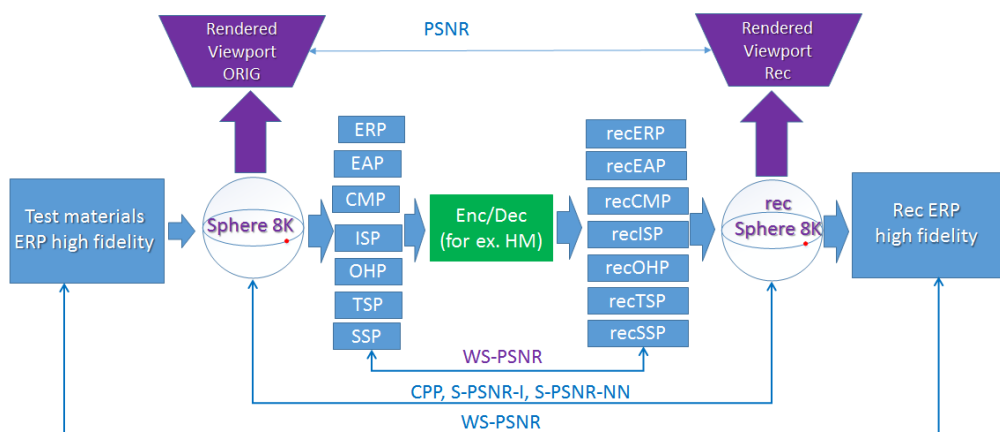 Rendered
Viewport
ORIG
PSNR
Rendered
Viewport
Rec
Test materials
ERP high fidelity
Sphere 8K
ERP
EAP
CMP
ISP
OHP
TSP
SSP
Enc/Dec
(for ex. HM)
recERP
recEAP
recCMP
recISP
recOHP
recTSP
recSSP
rec
Sphere 8K
Rec ERP
high fidelity
WS-PSNR
CPP, S-PSNR-I, S-PSNR-NN
WS-PSNR